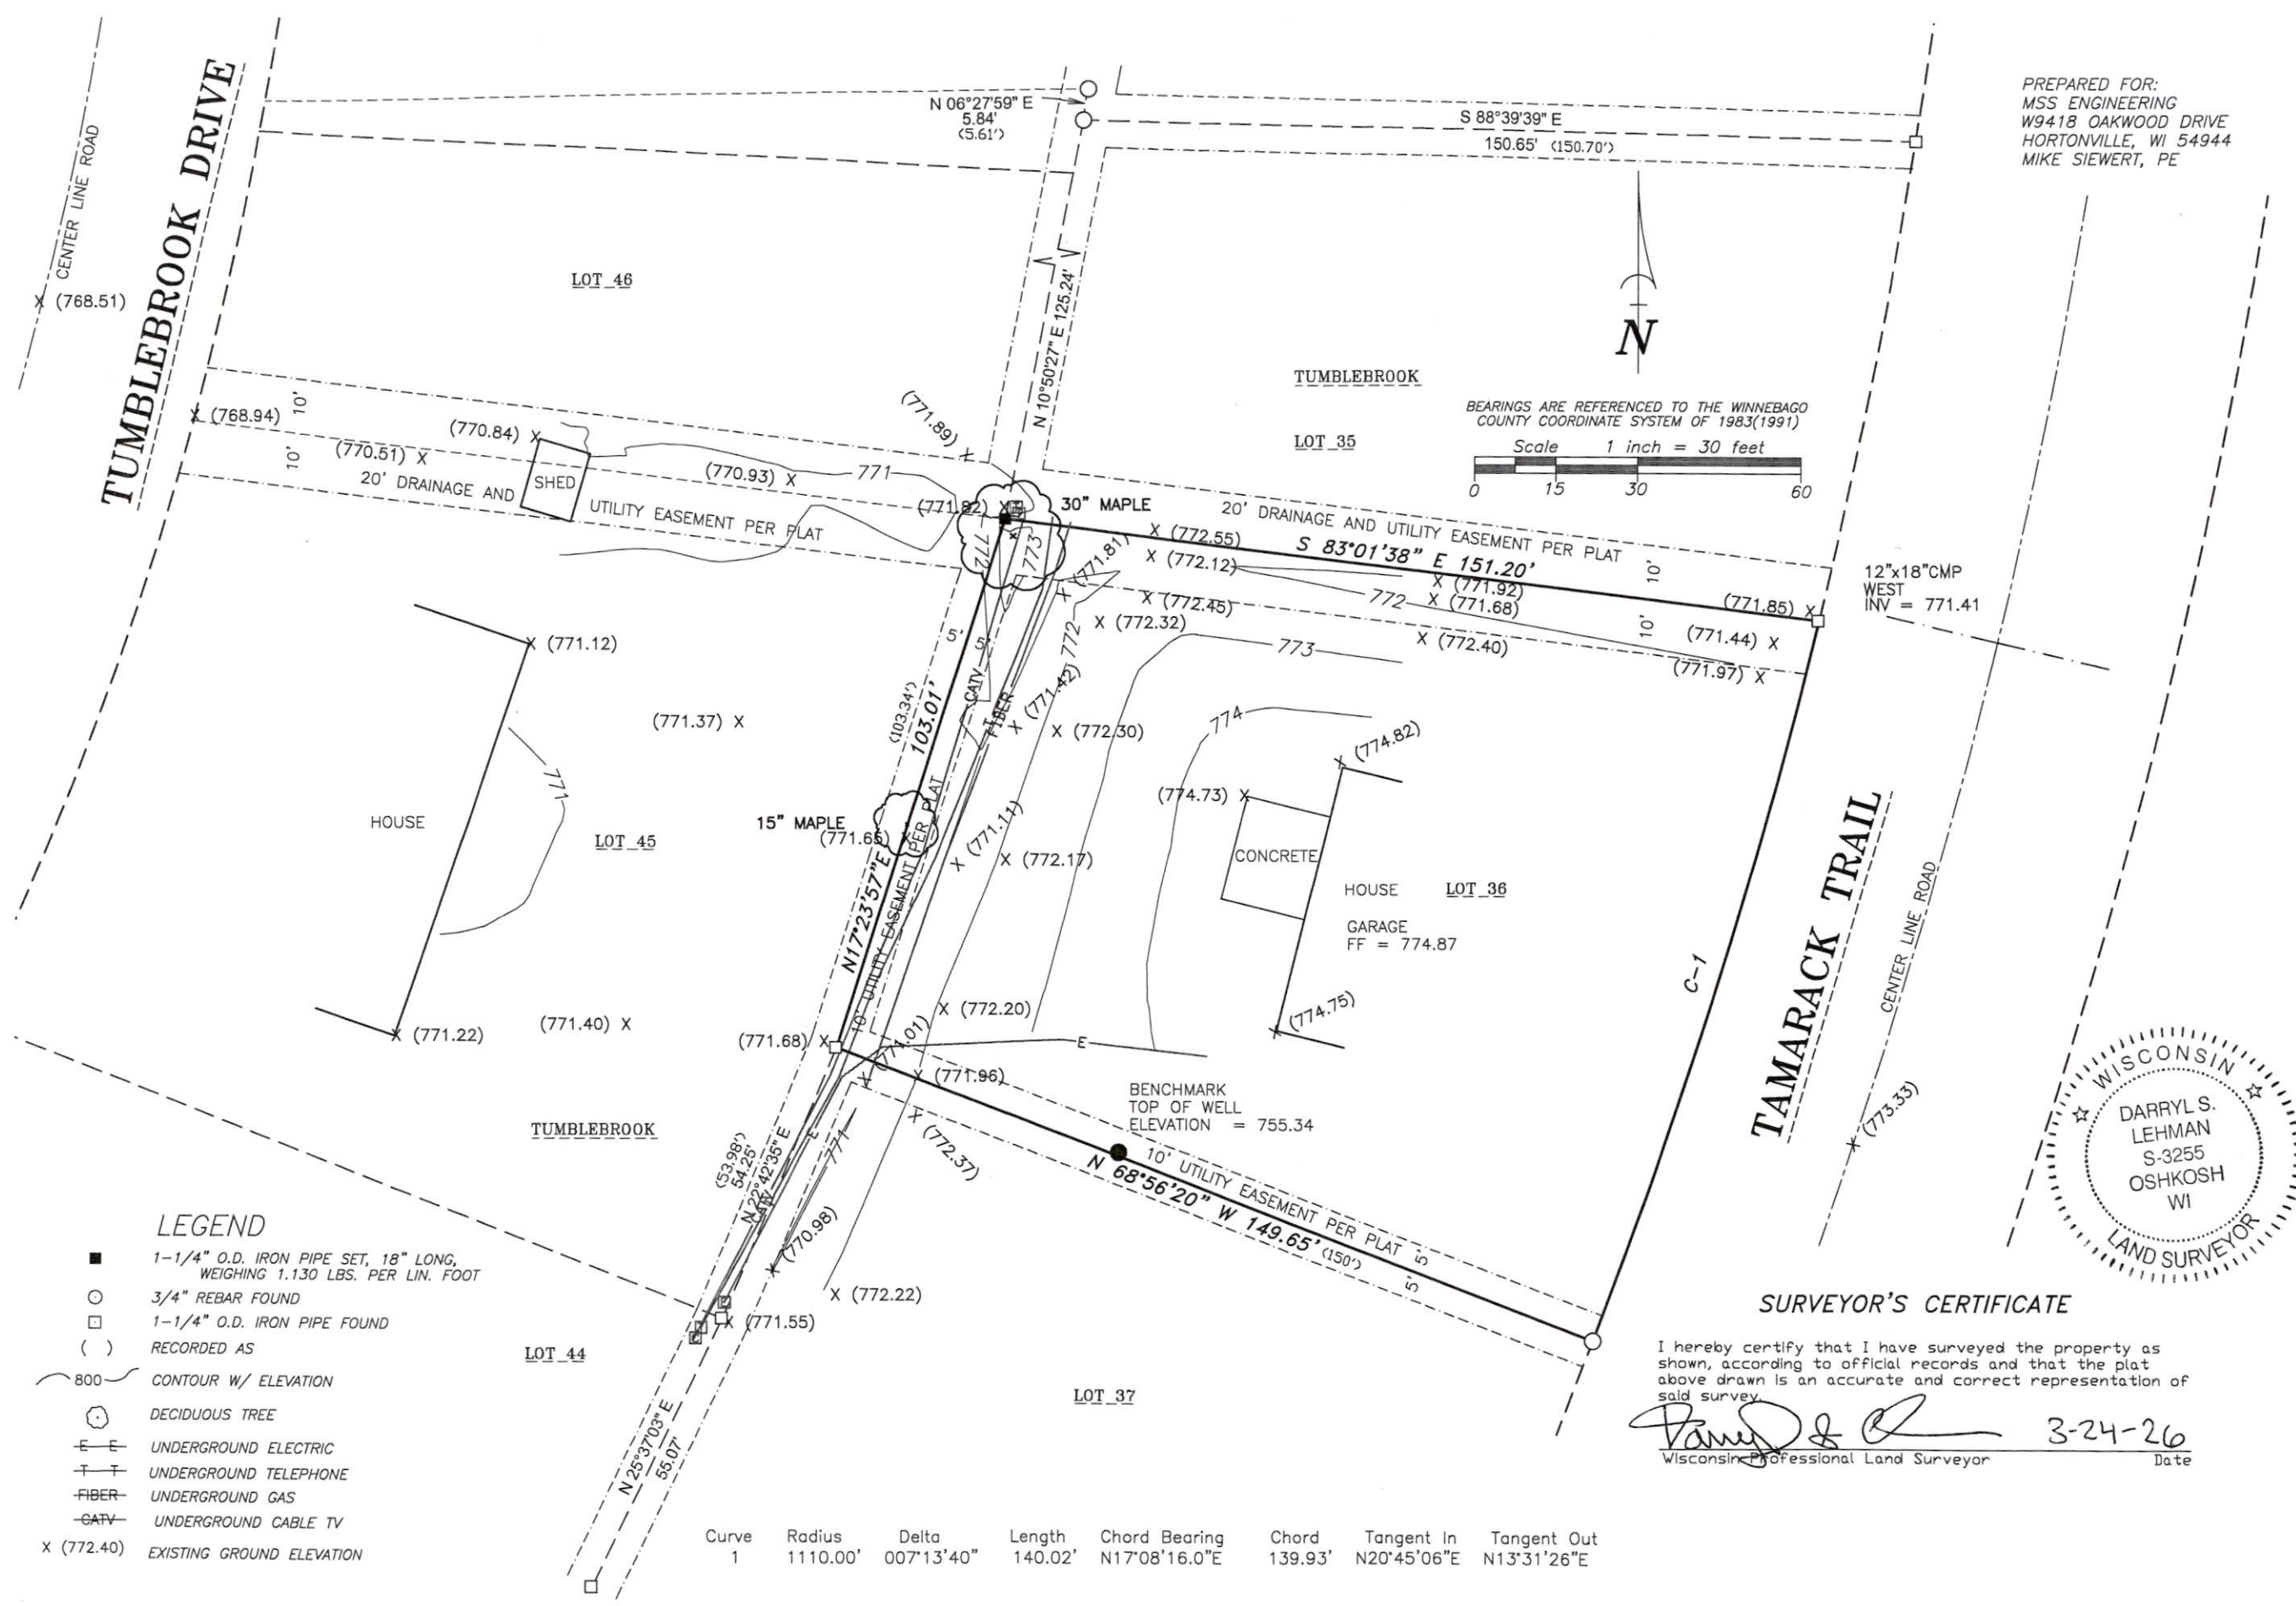 PREPARED FOR:
MSS ENGINEERING
W9418 OAKWOOD DRIVE
HORTONVILLE, WI 54944
MIKE SIEWERT, PE
TUMBLEBROOK DRIVE
CENTER LINE ROAD
X (768.51)
N 06°27'59" E
5.84'
(5.61')
S 88°39'39" E
150.65' (150.70')
LOT 46
N 10°50'27" E 125.24'
TUMBLEBROOK
LOT 35
N
BEARINGS ARE REFERENCED TO THE WINNEBAGO
COUNTY COORDINATE SYSTEM OF 1983(1991)
Scale 1 inch = 30 feet
0 15 30 60
X (768.94)
10'
10'
(770.84) X
(770.51) X
SHED
(770.93) X
771
(771.89) X
20' DRAINAGE AND
UTILITY EASEMENT PER PLAT
(771.82) X
30" MAPLE
772
773
X (771.81)
X (772.55)
20' DRAINAGE AND UTILITY EASEMENT PER PLAT
S 83°01'38" E 151.20'
X (772.12)
X (771.92)
X (772.45)
772
X (771.68)
X (772.32)
10'
10'
(771.85) X
(771.44) X
X (772.40)
(771.97) X
12"x18"CMP
WEST
INV = 771.41
773
772
5'
5'
X (771.12)
(771.37) X
771
HOUSE
LOT 45
(103.34')
103.01'
N17°23'57"E
CATV
FIBER
X (771.42)
X (772.30)
774
X (774.82)
(774.73) X
15" MAPLE
(771.65) X
10' UTILITY EASEMENT PER PLAT
X (771.11)
X (772.17)
CONCRETE
HOUSE
LOT 36
GARAGE
FF = 774.87
X (774.75)
X (772.20)
X (771.22)
(771.40) X
(771.68) X
X (771.01)
E
X (771.96)
BENCHMARK
TOP OF WELL
ELEVATION = 755.34
C-1
TAMARACK TRAIL
CENTER LINE ROAD
X (773.33)
TUMBLEBROOK
X (772.37)
10' UTILITY EASEMENT PER PLAT
N 68°56'20" W 149.65' (150')
5'
5'
(53.98')
54.25'
N 22°42'35" E
CATV
E
771
X (770.98)
X (772.22)
X (771.55)
LOT 44
LOT 37
N 25°37'03" E
55.07'
WISCONSIN
DARRYL S.
LEHMAN
S-3255
OSHKOSH
WI
LAND SURVEYOR
LEGEND
1-1/4" O.D. IRON PIPE SET, 18" LONG,
WEIGHING 1.130 LBS. PER LIN. FOOT
3/4" REBAR FOUND
1-1/4" O.D. IRON PIPE FOUND
( ) RECORDED AS
800 CONTOUR W/ ELEVATION
DECIDUOUS TREE
E E UNDERGROUND ELECTRIC
T T UNDERGROUND TELEPHONE
FIBER UNDERGROUND GAS
CATV UNDERGROUND CABLE TV
X (772.40) EXISTING GROUND ELEVATION
SURVEYOR'S CERTIFICATE
I hereby certify that I have surveyed the property as
shown, according to official records and that the plat
above drawn is an accurate and correct representation of
said survey.
3-24-26
Wisconsin Professional Land Surveyor Date
Curve Radius Delta Length Chord Bearing Chord Tangent In Tangent Out
1 1110.00' 007°13'40" 140.02' N17°08'16.0"E 139.93' N20°45'06"E N13°31'26"E